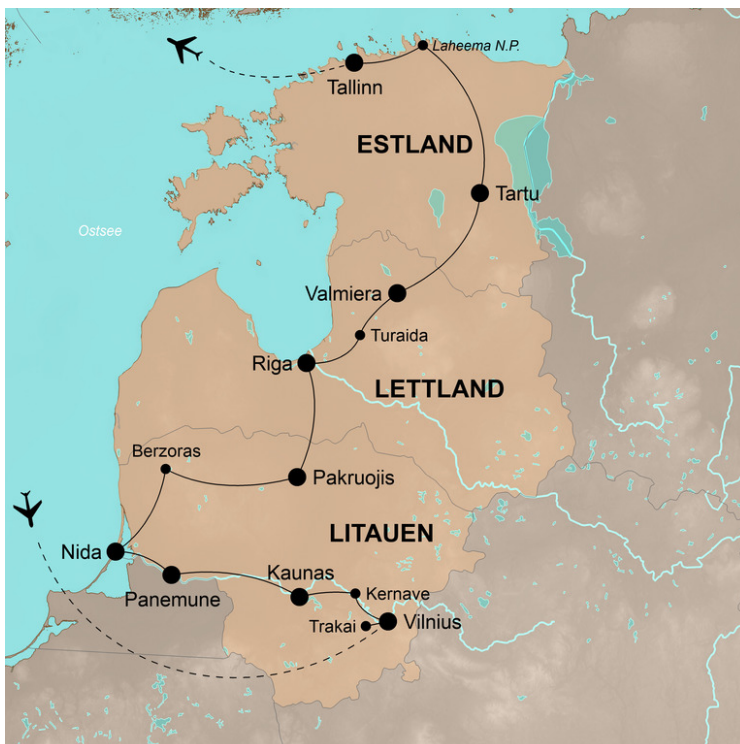 Laheema N.P.
Tallinn
ESTLAND
Tartu
Ostsee
Valmiera
Turaida
Riga
LETTLAND
Berzoras
Pakruojis
LITAUEN
Nida
Panemune
Kaunas
Kernave
Trakai
Vilnius